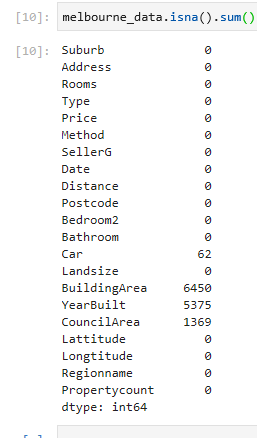 [10]: melbourne_data.isna().sum()
[10]: Suburb 0
Address 0
Rooms 0
Type 0
Price 0
Method 0
SellerG 0
Date 0
Distance 0
Postcode 0
Bedroom2 0
Bathroom 0
Car 62
Landsize 0
BuildingArea 6450
YearBuilt 5375
CouncilArea 1369
Lattitude 0
Longtitude 0
Regionname 0
Propertycount 0
dtype: int64